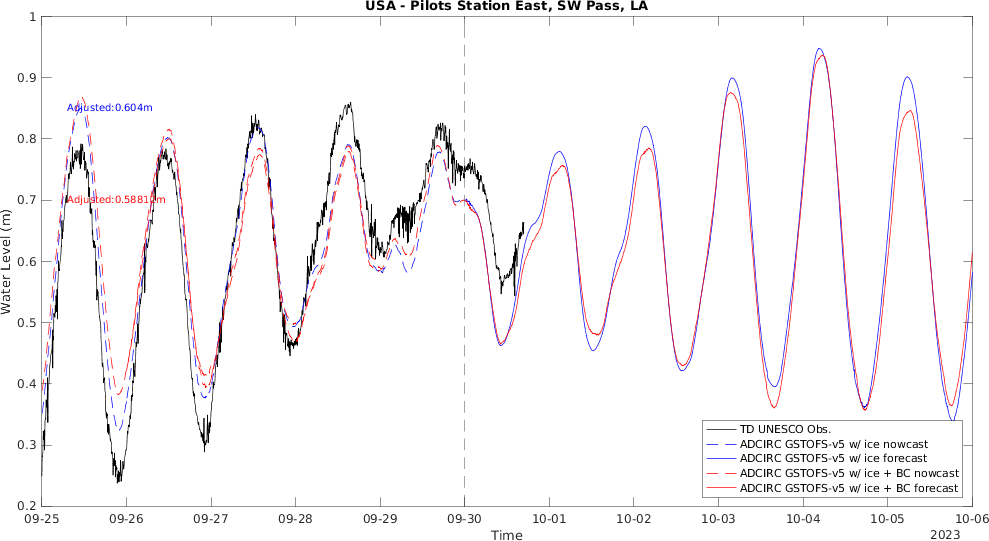 USA - Pilots Station East, SW Pass, LA
1
0.9
0.8
0.7
0.6
0.5
0.4
0.3
0.2
Water Level (m)
Adjusted:0.604m
Adjusted:0.58812m
TD UNESCO Obs.
ADCIRC GSTOFS-v5 w/ ice nowcast
ADCIRC GSTOFS-v5 w/ ice forecast
ADCIRC GSTOFS-v5 w/ ice + BC nowcast
ADCIRC GSTOFS-v5 w/ ice + BC forecast
09-25 09-26 09-27 09-28 09-29 09-30 10-01 10-02 10-03 10-04 10-05 10-06
Time
2023